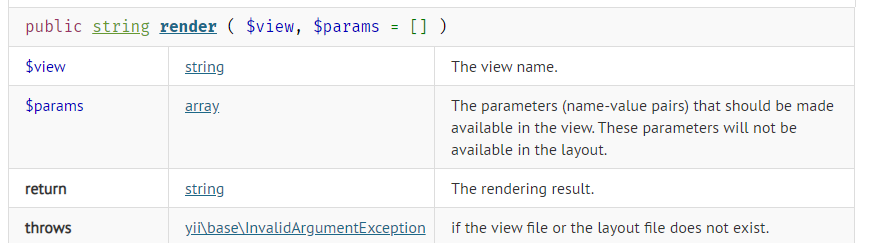 public string render ( $view, $params = [] )
$view string The view name.
$params array The parameters (name-value pairs) that should be made
available in the view. These parameters will not be
available in the layout.
return string The rendering result.
throws yii\base\InvalidArgumentException if the view file or the layout file does not exist.